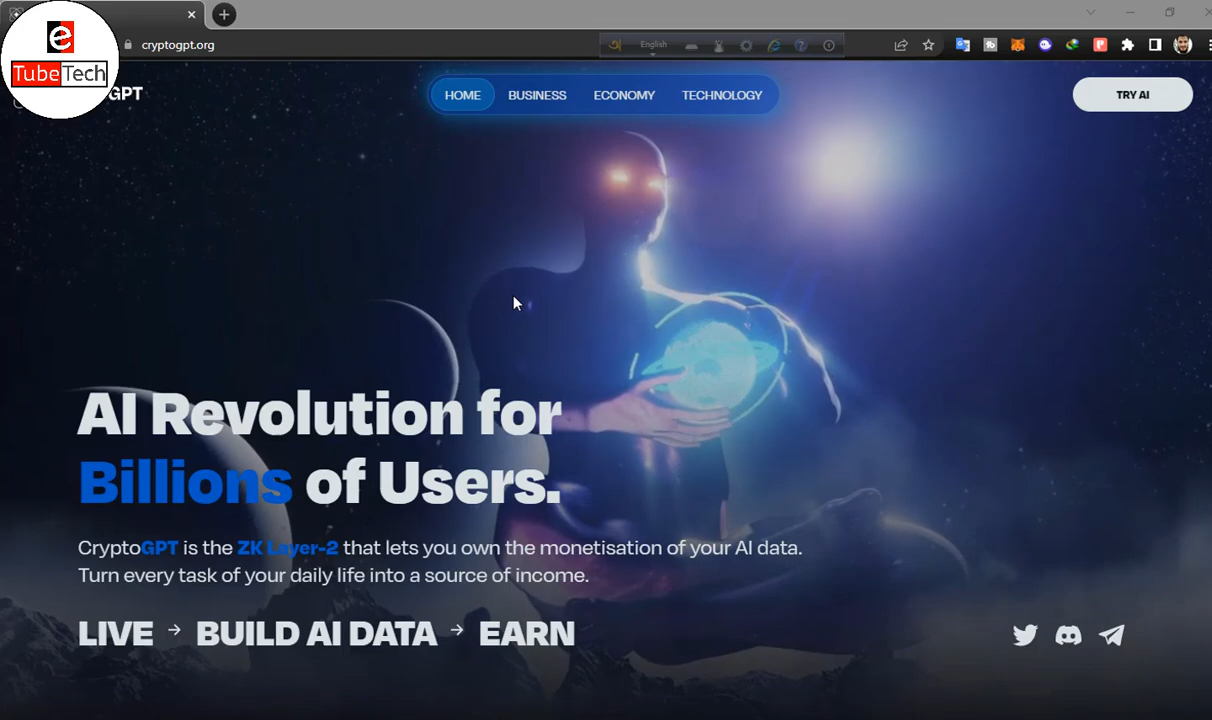 e
TubeTech
cryptogpt.org
অ
English
GPT
HOME
BUSINESS
ECONOMY
TECHNOLOGY
TRY AI
AI Revolution for
Billions of Users.
CryptoGPT is the ZK Layer-2 that lets you own the monetisation of your AI data.
Turn every task of your daily life into a source of income.
LIVE → BUILD AI DATA → EARN